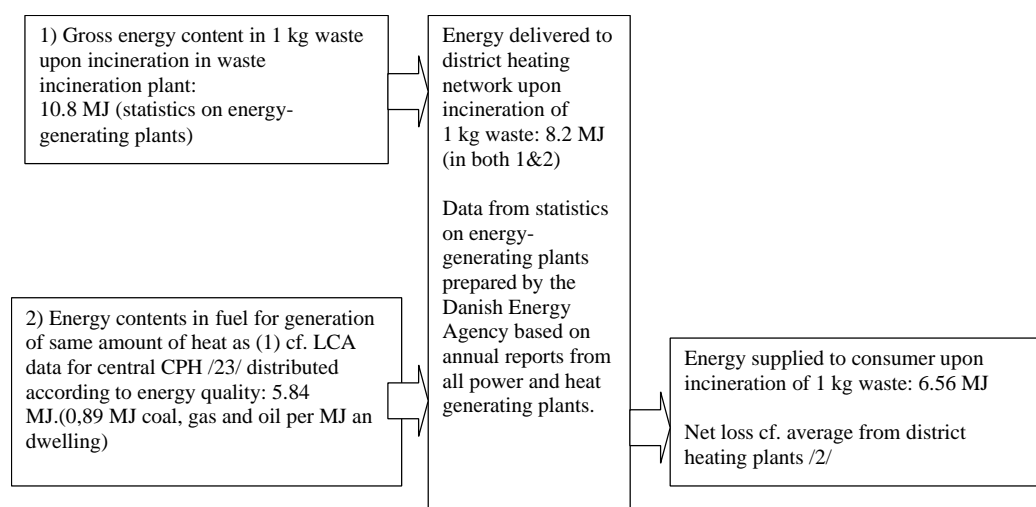 1) Gross energy content in 1 kg waste
upon incineration in waste
incineration plant:
10.8 MJ (statistics on energy-
generating plants)
2) Energy contents in fuel for generation
of same amount of heat as (1) cf. LCA
data for central CPH /23/ distributed
according to energy quality: 5.84
MJ.(0,89 MJ coal, gas and oil per MJ an
dwelling)
Energy delivered to
district heating
network upon
incineration of
1 kg waste: 8.2 MJ
(in both 1&2)
Data from statistics
on energy-
generating plants
prepared by the
Danish Energy
Agency based on
annual reports from
all power and heat
generating plants.
Energy supplied to consumer upon
incineration of 1 kg waste: 6.56 MJ
Net loss cf. average from district
heating plants /2/